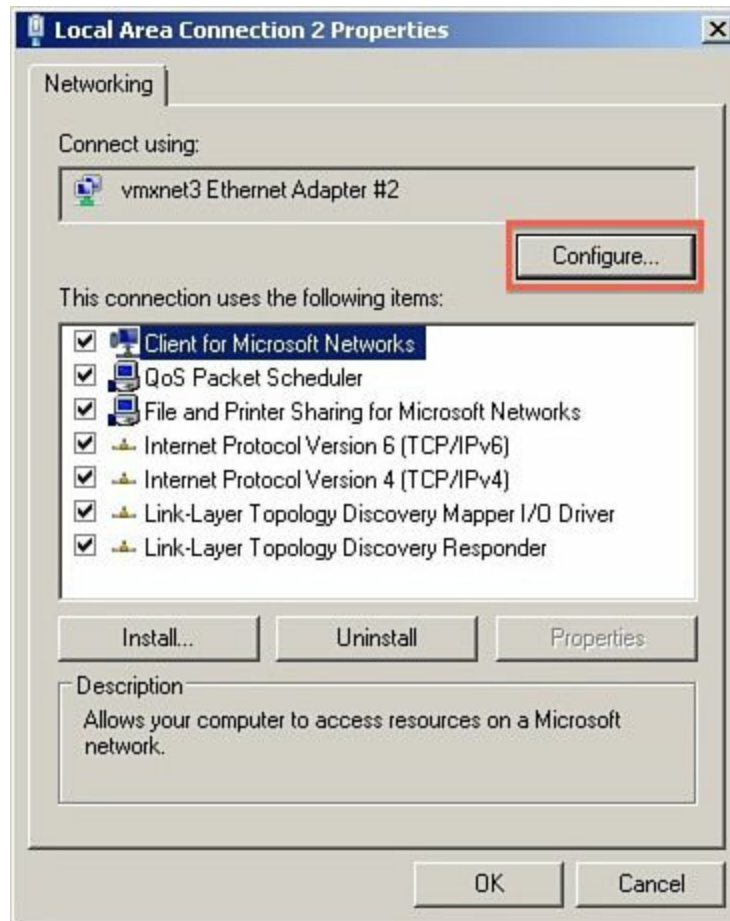 Local Area Connection 2 Properties
Networking
Connect using:
vmxnet3 Ethernet Adapter #2
Configure...
This connection uses the following items:
Client for Microsoft Networks
QoS Packet Scheduler
File and Printer Sharing for Microsoft Networks
Internet Protocol Version 6 (TCP/IPv6)
Internet Protocol Version 4 (TCP/IPv4)
Link-Layer Topology Discovery Mapper I/O Driver
Link-Layer Topology Discovery Responder
Install...
Uninstall
Properties
Description
Allows your computer to access resources on a Microsoft
network.
OK
Cancel